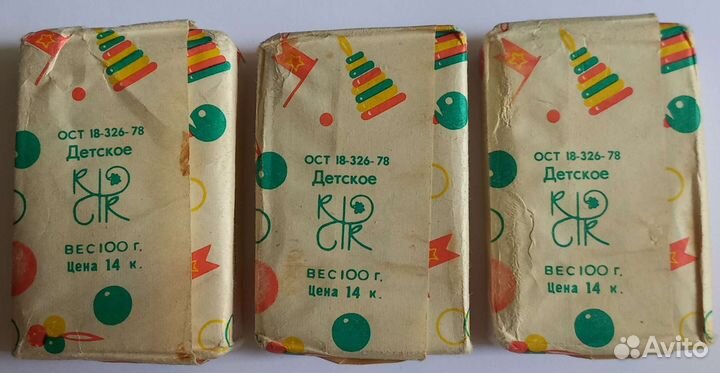 ОСТ 18-326-78
Детское
ВЕС 100 г.
Цена 14 к.
ОСТ 18-326-78
Детское
ВЕС 100 г.
Цена 14 к.
ОСТ 18-326-78
Детское
ВЕС 100 г.
Цена 14 к.
Avito